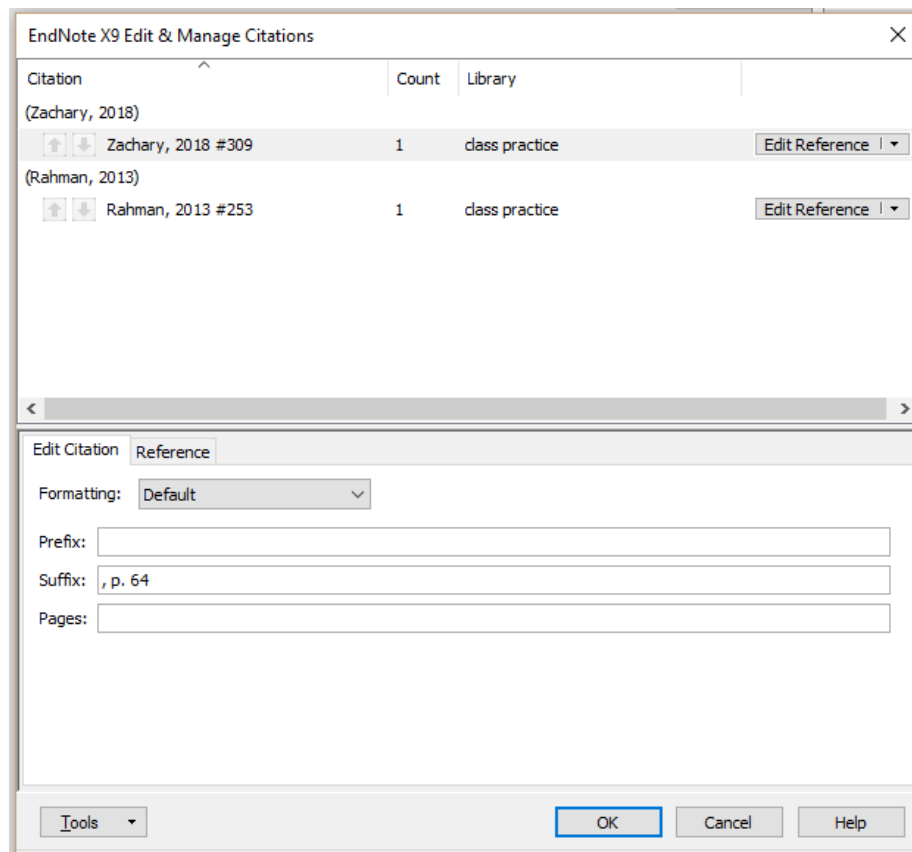 EndNote X9 Edit & Manage Citations
Citation Count Library
(Zachary, 2018)
Zachary, 2018 #309 1 class practice Edit Reference
(Rahman, 2013)
Rahman, 2013 #253 1 class practice Edit Reference
Edit Citation Reference
Formatting: Default
Prefix:
Suffix: , p. 64
Pages:
Tools OK Cancel Help